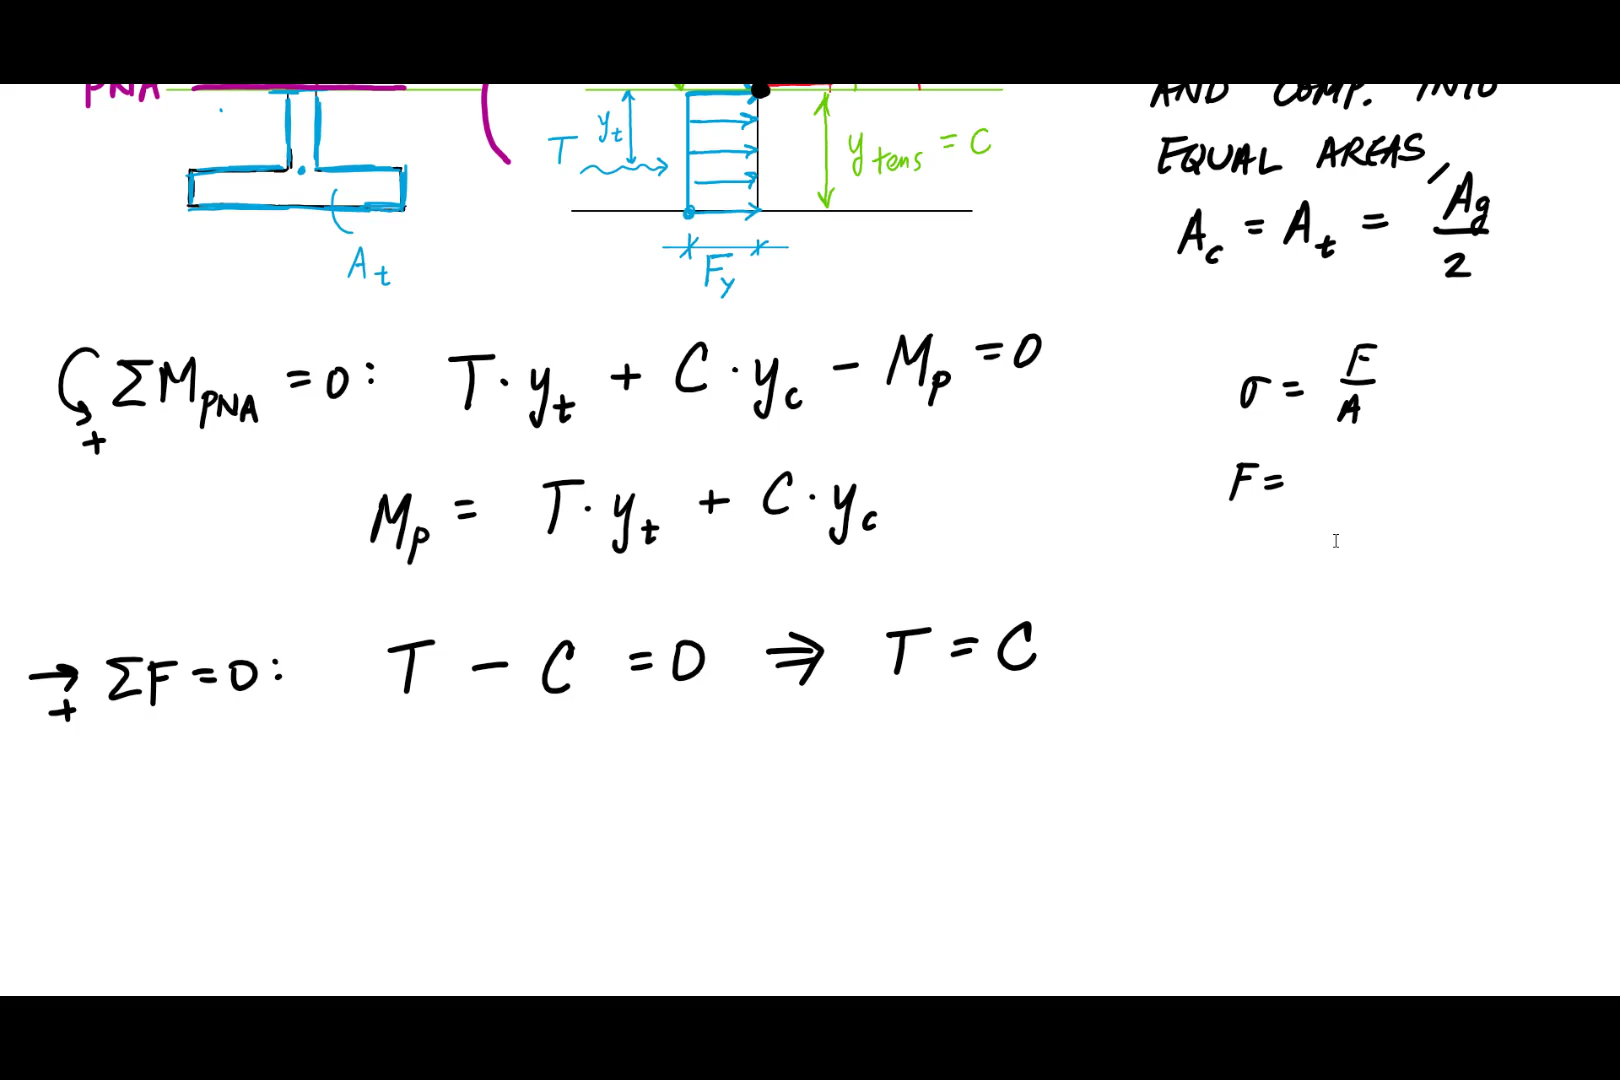 PNA
T y_t
y_tens = C
F_y
A_t
AND COMP. INTO
EQUAL AREAS,
A_c = A_t = A_g/2
ΣM_PNA = 0: T · y_t + C · y_c - M_p = 0
+
M_p = T · y_t + C · y_c
→ ΣF = 0: T - C = 0 ⇒ T = C
+
σ = F/A
F =